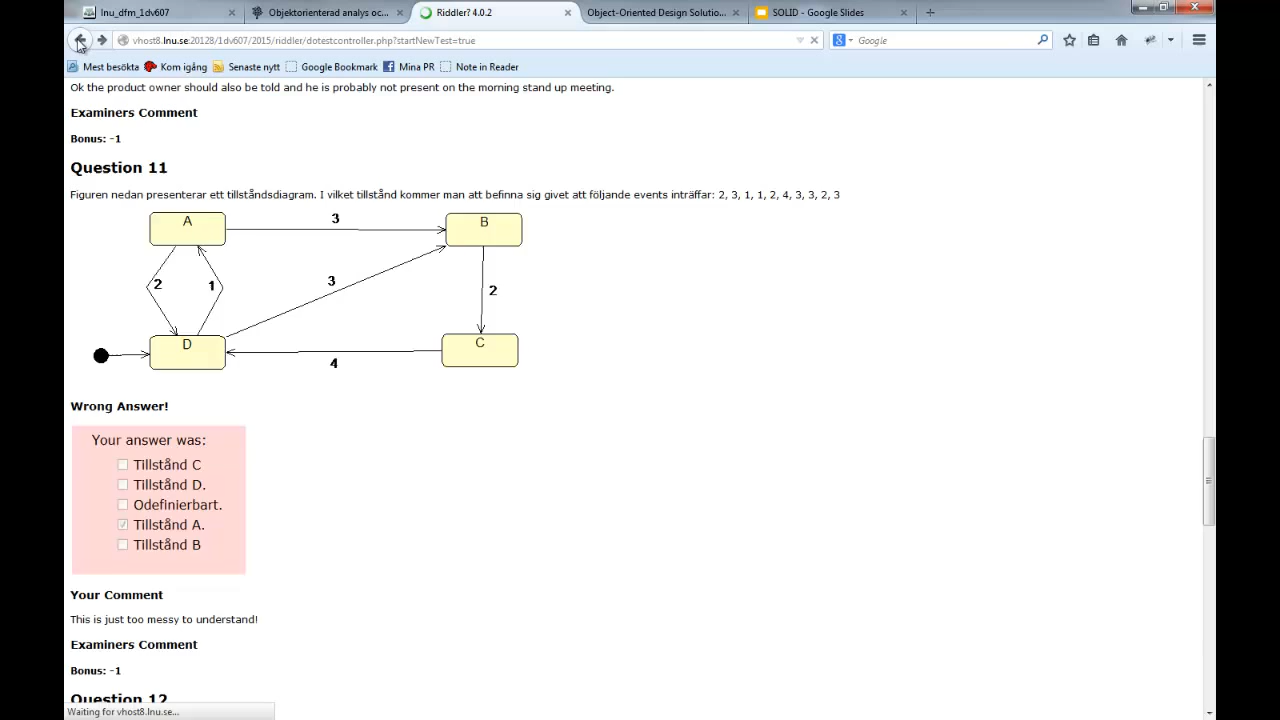 lnu_dfm_1dv607
Objektorienterad analys oc...
Riddler? 4.0.2
Object-Oriented Design Solutio...
SOLID - Google Slides
vhost8.lnu.se:20128/1dv607/2015/riddler/dotestcontroller.php?startNewTest=true
Google
Mest besökta
Kom igång
Senaste nytt
Google Bookmark
Mina PR
Note in Reader
Ok the product owner should also be told and he is probably not present on the morning stand up meeting.
Examiners Comment
Bonus: -1
Question 11
Figuren nedan presenterar ett tillståndsdiagram. I vilket tillstånd kommer man att befinna sig givet att följande events inträffar: 2, 3, 1, 1, 2, 4, 3, 3, 2, 3
A
3
B
2
1
3
2
D
C
4
Wrong Answer!
Your answer was:
Tillstånd C
Tillstånd D.
Odefinierbart.
Tillstånd A.
Tillstånd B
Your Comment
This is just too messy to understand!
Examiners Comment
Bonus: -1
Question 12
Waiting for vhost8.lnu.se...